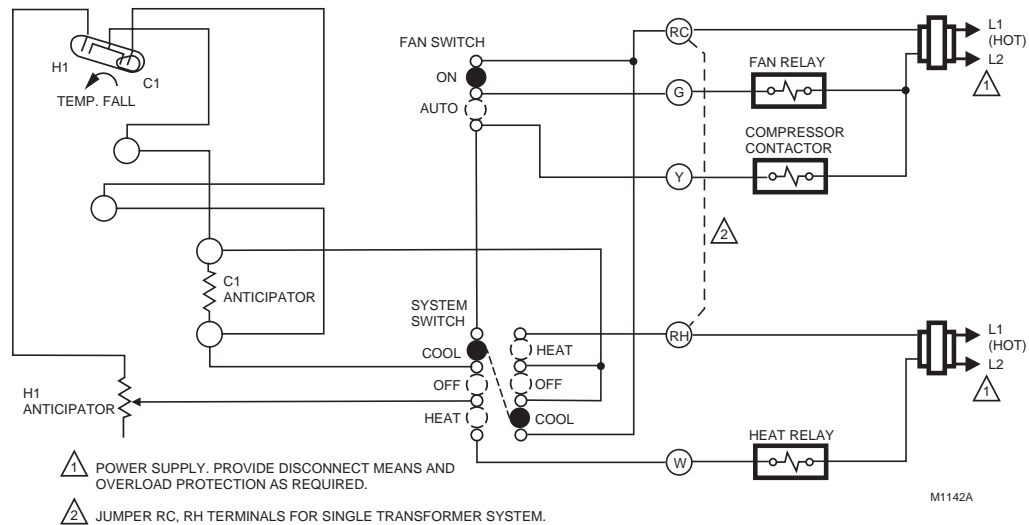 H1
C1
TEMP. FALL
FAN SWITCH
ON
AUTO
RC
G
Y
FAN RELAY
COMPRESSOR
CONTACTOR
L1
(HOT)
L2
1
2
C1
ANTICIPATOR
SYSTEM
SWITCH
COOL
OFF
HEAT
HEAT
OFF
COOL
RH
L1
(HOT)
L2
1
H1
ANTICIPATOR
W
HEAT RELAY
1 POWER SUPPLY. PROVIDE DISCONNECT MEANS AND
OVERLOAD PROTECTION AS REQUIRED.
2 JUMPER RC, RH TERMINALS FOR SINGLE TRANSFORMER SYSTEM.
M1142A